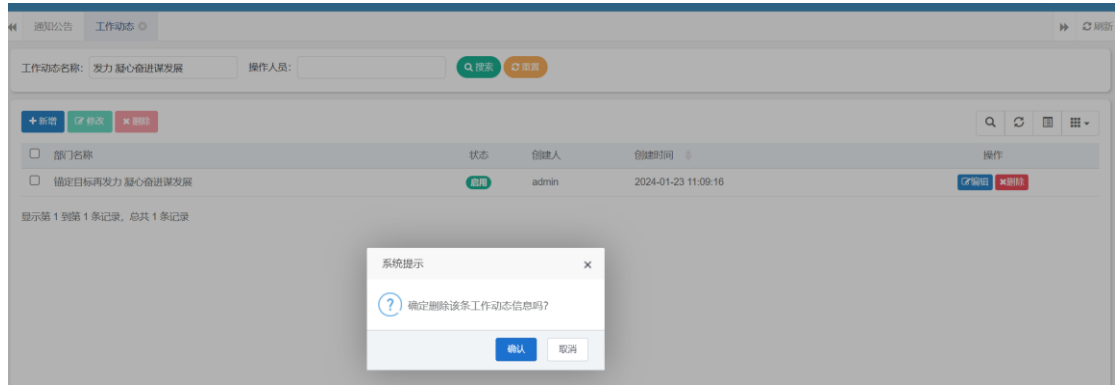 通知公告 工作动态 刷新
工作动态名称: 发力 凝心奋进谋发展 操作人员: 搜索 重置
新增 修改 删除
部门名称 状态 创建人 创建时间 操作
锚定目标再发力 凝心奋进谋发展 启用 admin 2024-01-23 11:09:16 编辑 删除
显示第 1 到第 1 条记录，总共 1 条记录
系统提示
确定删除该条工作动态信息吗?
确认 取消